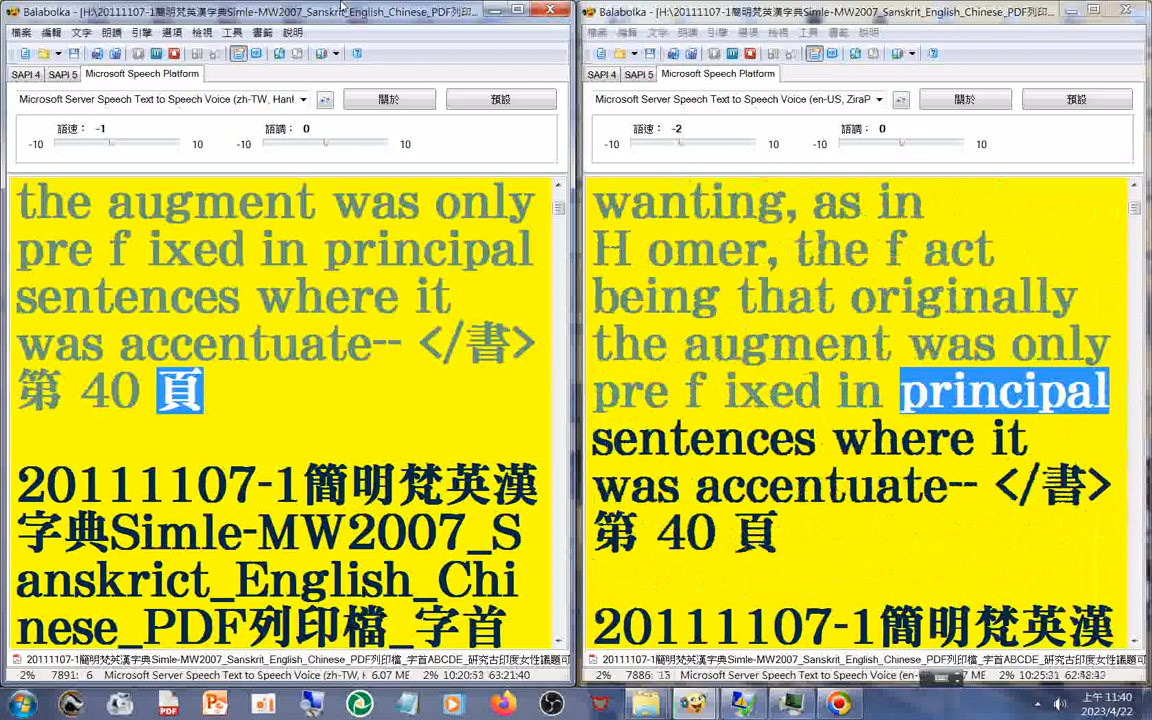 Balabolka - [H:\20111107-1簡明梵英漢字典Simle-MW2007_Sanskrit_English_Chinese_PDF列印...
檔案 編輯 文字 朗讀 引擎 選項 檢視 工具 書籤 說明
SAPI 4 SAPI 5 Microsoft Speech Platform
Microsoft Server Speech Text to Speech Voice (zh-TW, Hanl
關於 預設
語速： -1 語調： 0
-10 10 -10 10
the augment was only
pre f ixed in principal
sentences where it
was accentuate-- </書>
第 40 頁
20111107-1簡明梵英漢
字典Simle-MW2007_S
anskrict_English_Chi
nese_PDF列印檔_字首
20111107-1簡明梵英漢字典Simle-MW2007_Sanskrit_English_Chinese_PDF列印檔_字首ABCDE_研究古印度女性議題可
2% 7891: 6 Microsoft Server Speech Text to Speech Voice (zh-TW, H 6.07 MB 2% 10:20:53 63:21:40
Balabolka - [H:\20111107-1簡明梵英漢字典Simle-MW2007_Sanskrit_English_Chinese_PDF列印...
檔案 編輯 文字 朗讀 引擎 選項 檢視 工具 書籤 說明
SAPI 4 SAPI 5 Microsoft Speech Platform
Microsoft Server Speech Text to Speech Voice (en-US, ZiraP
關於 預設
語速： -2 語調： 0
-10 10 -10 10
wanting, as in
H omer, the f act
being that originally
the augment was only
pre f ixed in principal
sentences where it
was accentuate-- </書>
第 40 頁
20111107-1簡明梵英漢
20111107-1簡明梵英漢字典Simle-MW2007_Sanskrit_English_Chinese_PDF列印檔_字首ABCDE_研究古印度女性議題可
2% 7886: 13 Microsoft Server Speech Text to Speech Voice (en-US, 2% 10:25:31
上午 11:40
2023/4/22